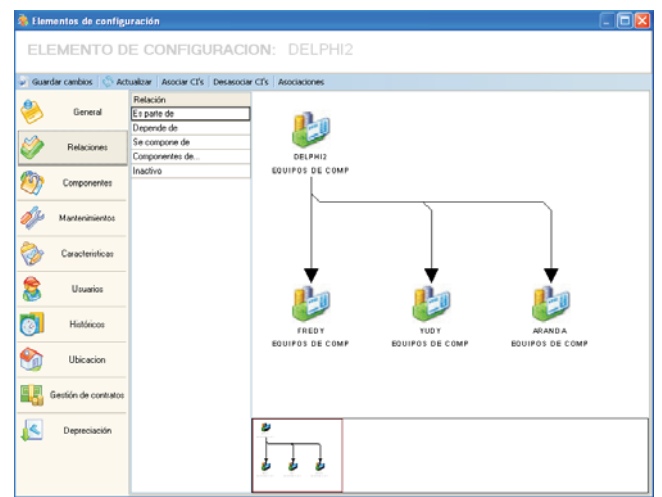 Elementos de configuración
ELEMENTO DE CONFIGURACION: DELPHI2
Guardar cambios Actualizar Asociar CI's Desasociar CI's Asociaciones
General
Relaciones
Componentes
Mantenimientos
Caracteristicas
Usuarios
Históricos
Ubicacion
Gestión de contratos
Depreciación
Relación
Es parte de
Depende de
Se compone de
Componentes de...
Inactivo
DELPHI2
EQUIPOS DE COMP
FREDY
EQUIPOS DE COMP
YUDY
EQUIPOS DE COMP
ARANDA
EQUIPOS DE COMP